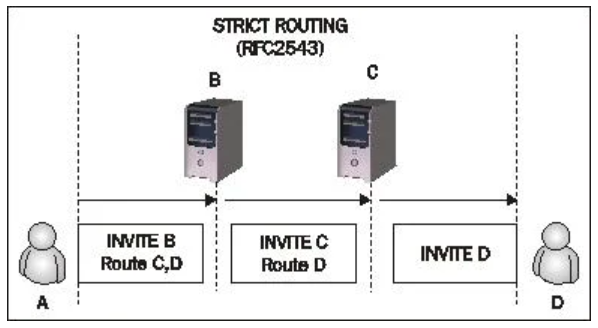 STRICT ROUTING
(RFC2543)
B
C
INVITE B
Route C,D
INVITE C
Route D
INVITE D
A
D